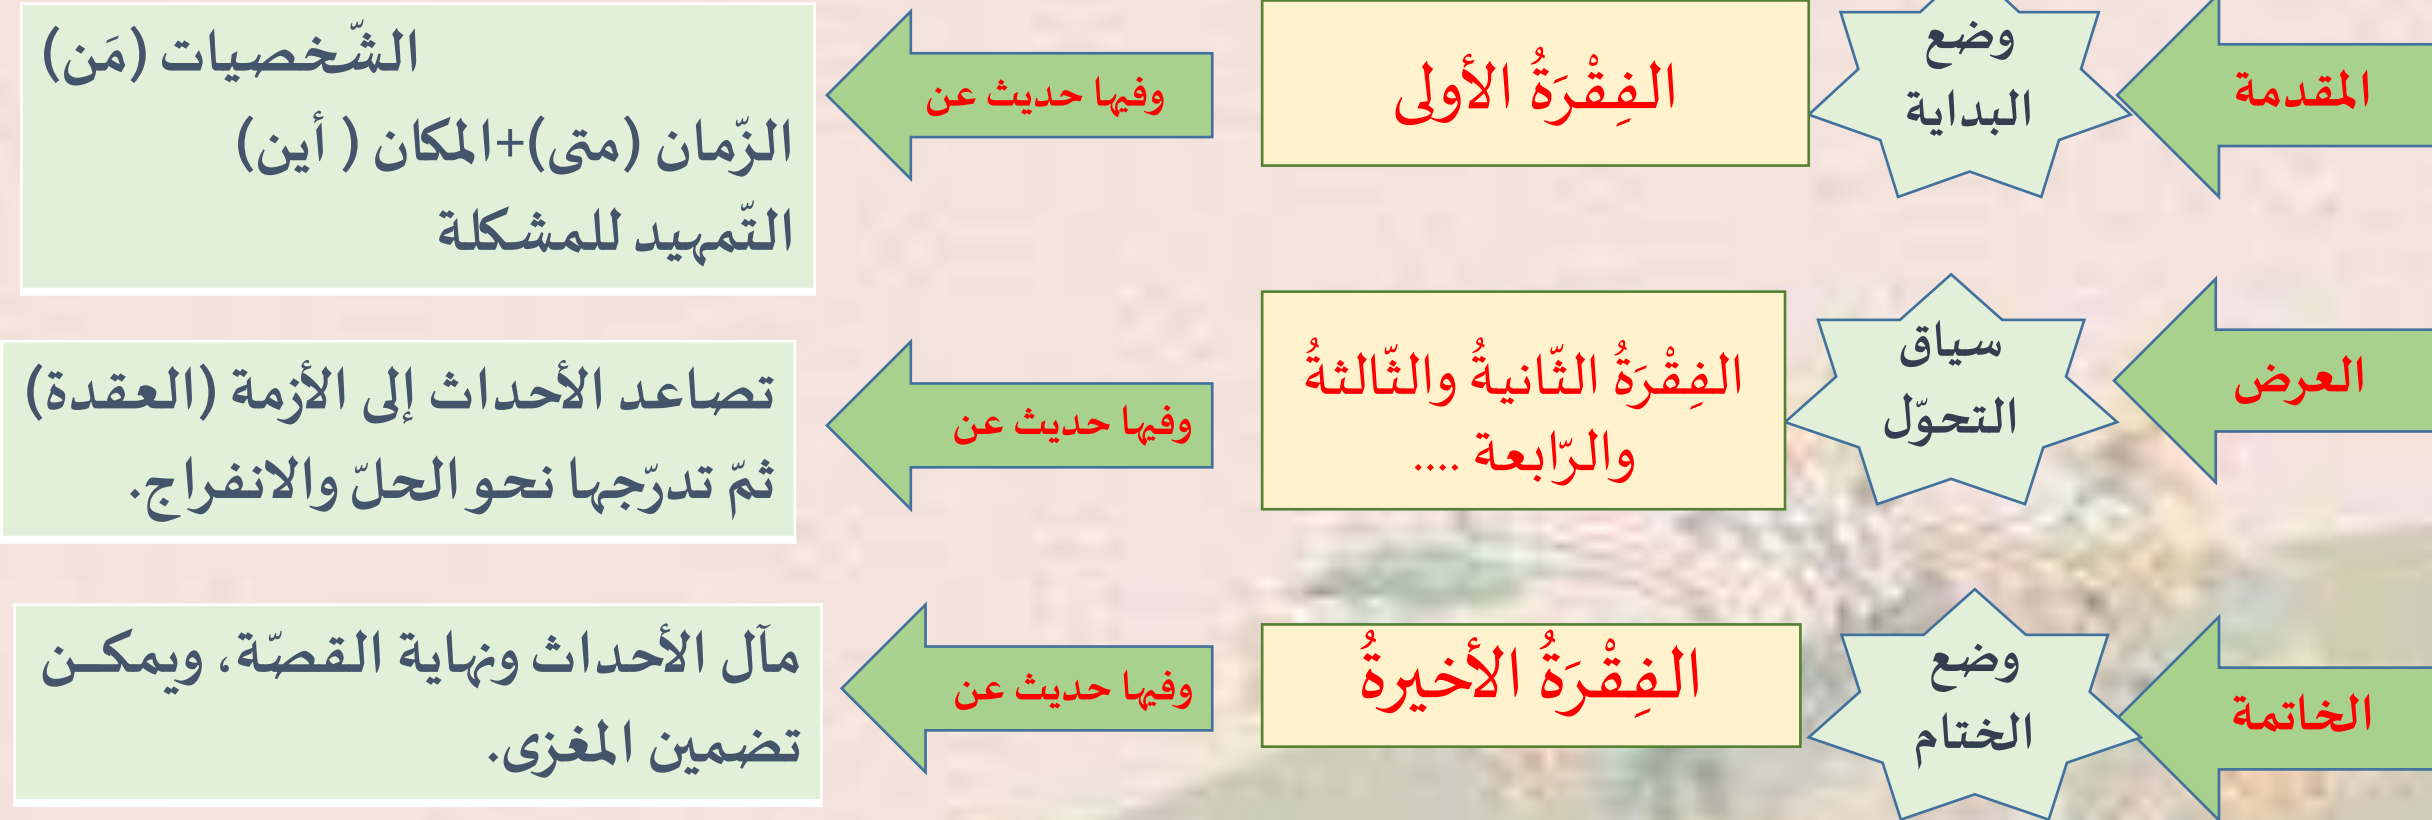 المقدمة
وضع
البداية
الفِقْرَةُ الأولى
وفيها حديث عن
الشّخصيات (مَن)
الزّمان (متى)+المكان ( أين)
التّمهيد للمشكلة
العرض
سياق
التحوّل
الفِقْرَةُ الثّانيةُ والثّالثةُ
والرّابعة ....
وفيها حديث عن
تصاعد الأحداث إلى الأزمة (العقدة)
ثمّ تدرّجها نحو الحلّ والانفراج.
الخاتمة
وضع
الختام
الفِقْرَةُ الأخيرةُ
وفيها حديث عن
مآل الأحداث ونهاية القصّة، ويمكـن
تضمين المغزى.